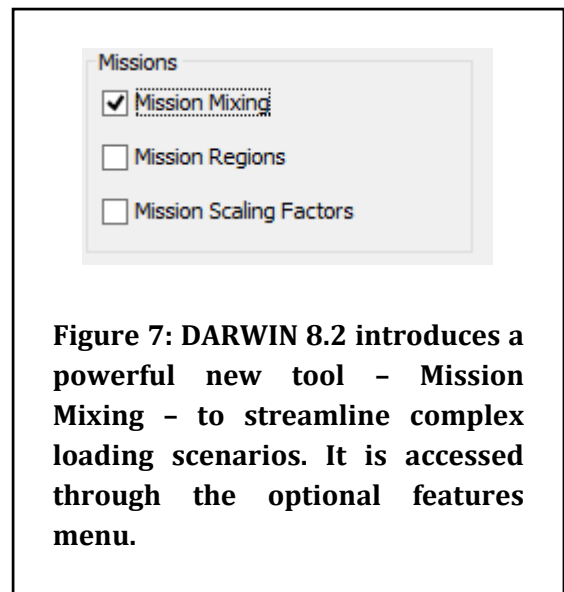 Missions
Mission Mixing
Mission Regions
Mission Scaling Factors
Figure 7: DARWIN 8.2 introduces a
powerful new tool – Mission
Mixing – to streamline complex
loading scenarios. It is accessed
through the optional features
menu.